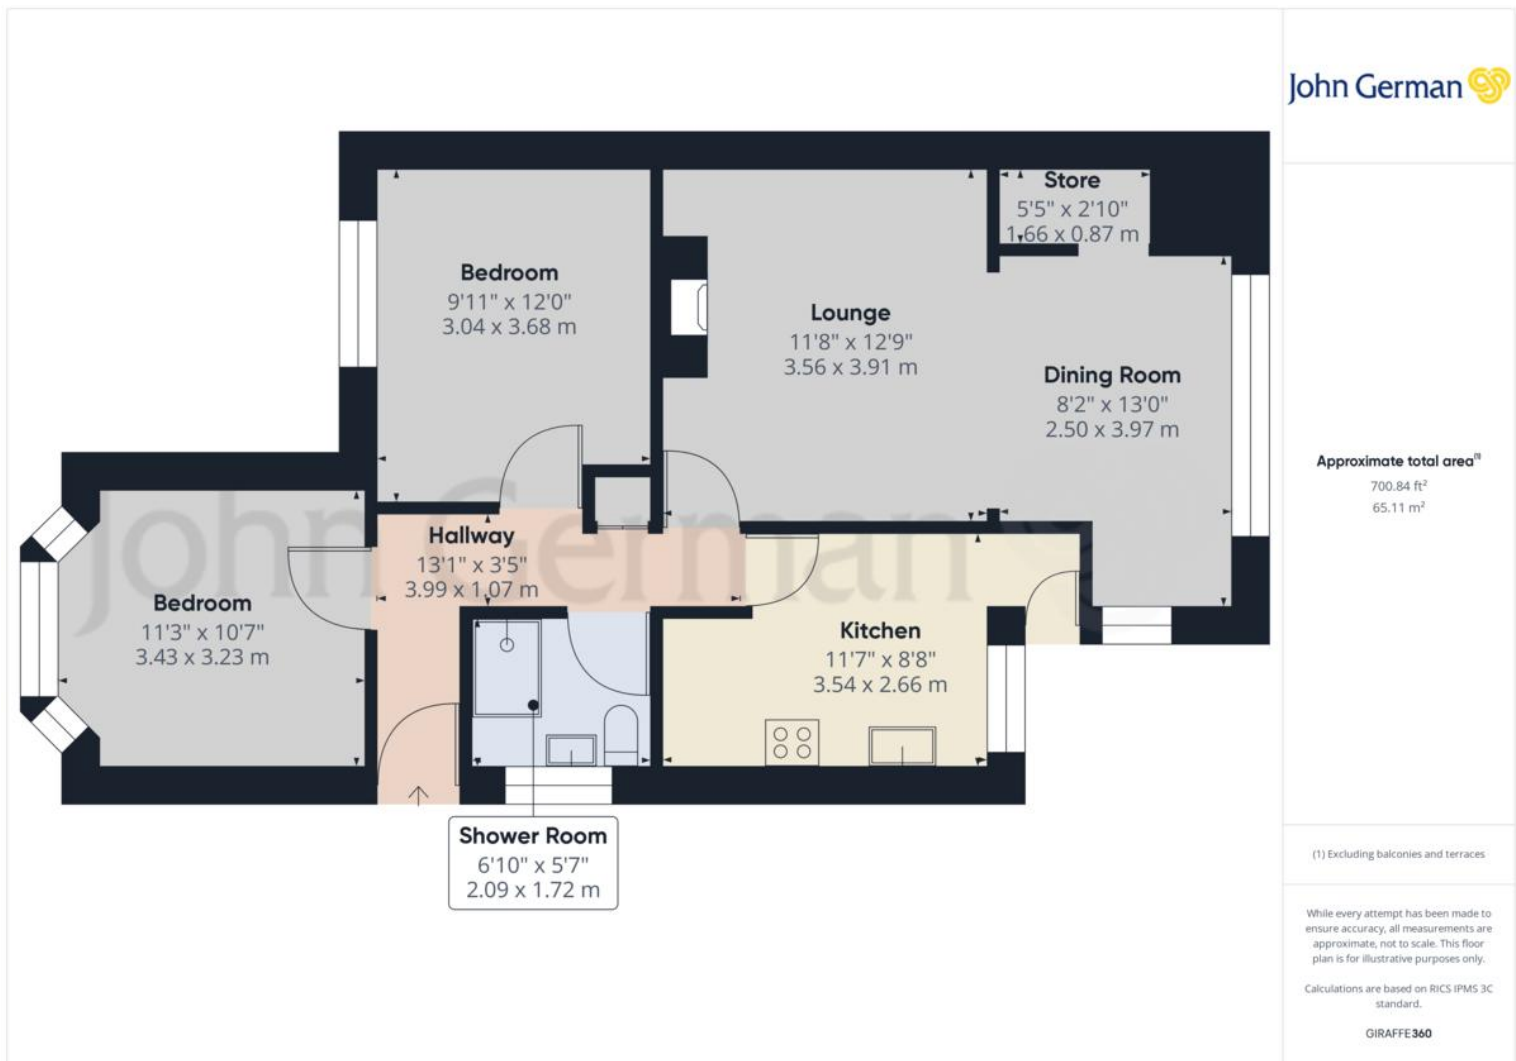 John German
Store
5'5" x 2'10"
1.66 x 0.87 m
Bedroom
9'11" x 12'0"
3.04 x 3.68 m
Lounge
11'8" x 12'9"
3.56 x 3.91 m
Dining Room
8'2" x 13'0"
2.50 x 3.97 m
Hallway
13'1" x 3'5"
3.99 x 1.07 m
Bedroom
11'3" x 10'7"
3.43 x 3.23 m
Kitchen
11'7" x 8'8"
3.54 x 2.66 m
Shower Room
6'10" x 5'7"
2.09 x 1.72 m
John German
Approximate total area(1)
700.84 ft²
65.11 m²
(1) Excluding balconies and terraces
While every attempt has been made to
ensure accuracy, all measurements are
approximate, not to scale. This floor
plan is for illustrative purposes only.
Calculations are based on RICS IPMS 3C
standard.
GIRAFFE360